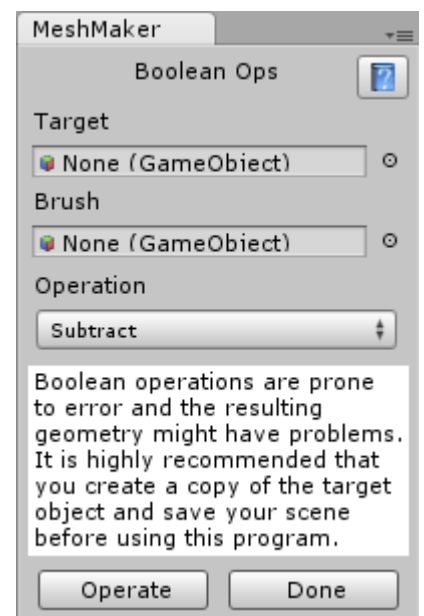 MeshMaker
Boolean Ops
Target
None (GameObject)
Brush
None (GameObject)
Operation
Subtract
Boolean operations are prone
to error and the resulting
geometry might have problems.
It is highly recommended that
you create a copy of the target
object and save your scene
before using this program.
Operate Done